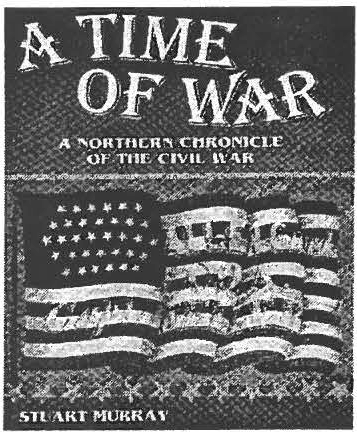 A TIME
OF WAR
A NORTHERN CHRONICLE
OF THE CIVIL WAR
STUART MURRAY